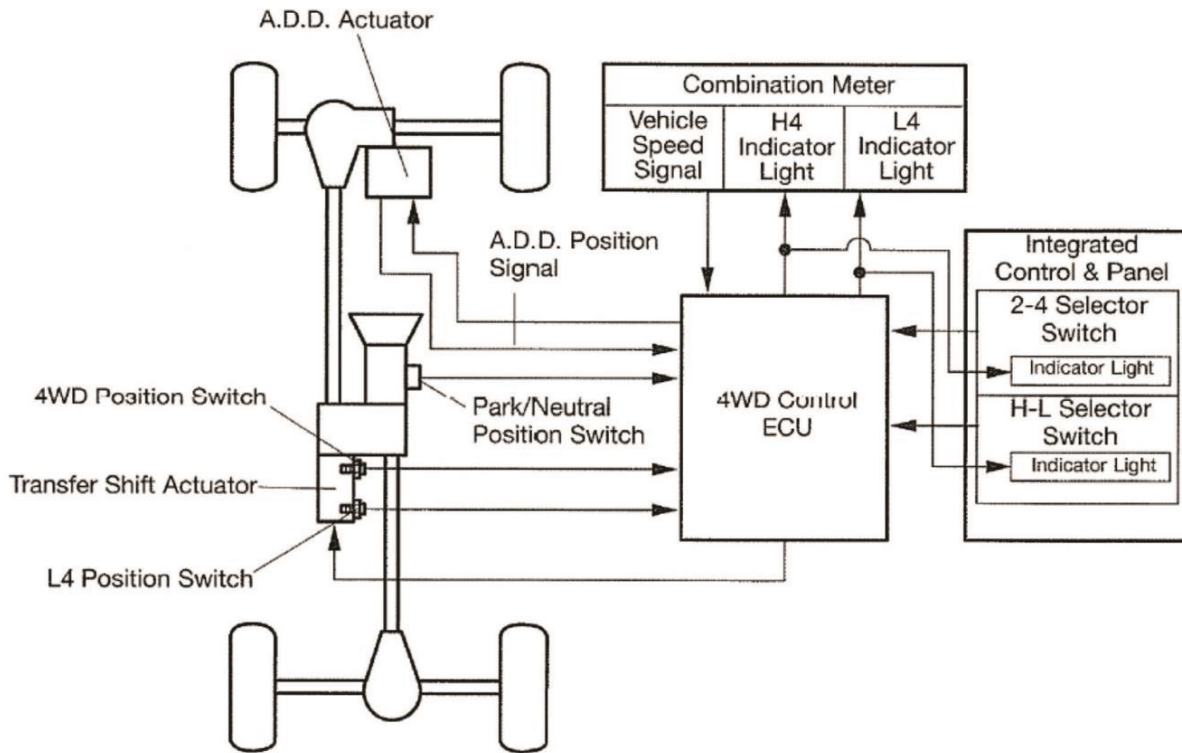 A.D.D. Actuator
Combination Meter
Vehicle
Speed
Signal
H4
Indicator
Light
L4
Indicator
Light
A.D.D. Position
Signal
Integrated
Control & Panel
2-4 Selector
Switch
Indicator Light
H-L Selector
Switch
Indicator Light
4WD Control
ECU
4WD Position Switch
Park/Neutral
Position Switch
Transfer Shift Actuator
L4 Position Switch